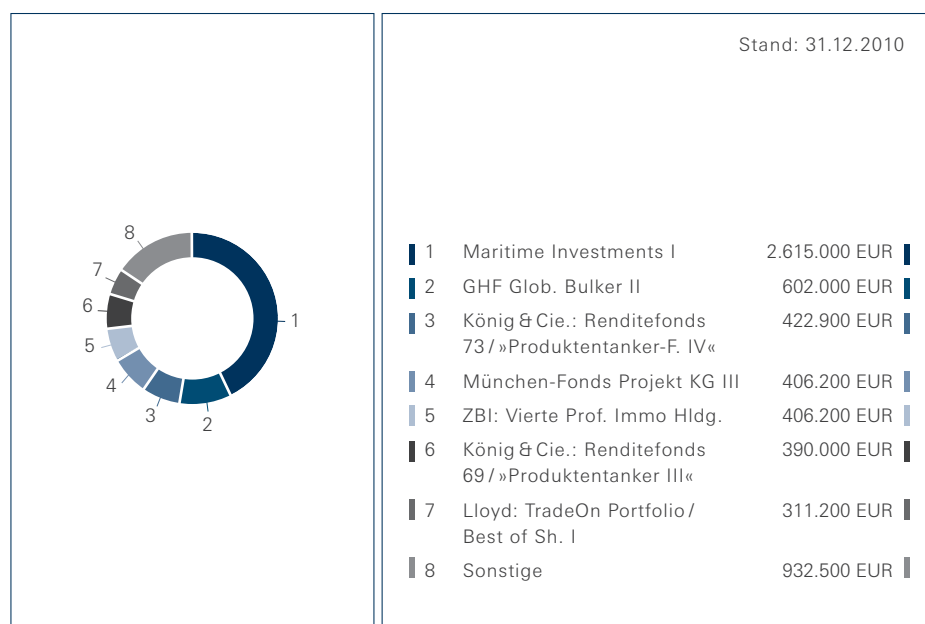 Stand: 31.12.2010
8
7
6
5
4
3
2
1
1 Maritime Investments I 2.615.000 EUR
2 GHF Glob. Bulker II 602.000 EUR
3 König & Cie.: Renditefonds 422.900 EUR
73 / »Produktentanker-F. IV«
4 München-Fonds Projekt KG III 406.200 EUR
5 ZBI: Vierte Prof. Immo Hldg. 406.200 EUR
6 König & Cie.: Renditefonds 390.000 EUR
69 / »Produktentanker III«
7 Lloyd: TradeOn Portfolio / 311.200 EUR
Best of Sh. I
8 Sonstige 932.500 EUR